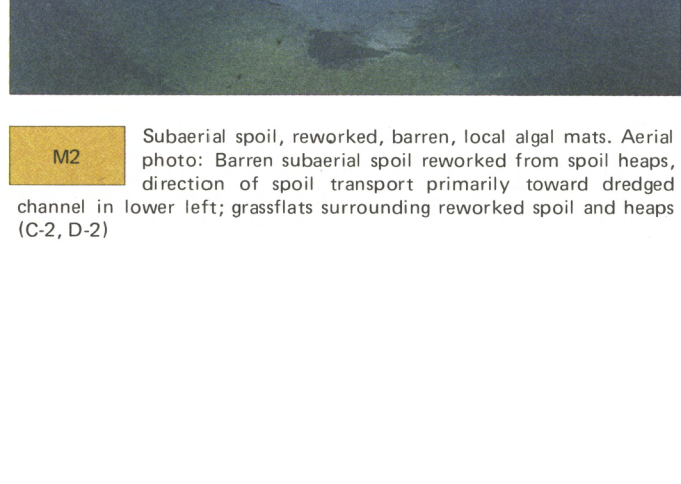 M2
Subaerial spoil, reworked, barren, local algal mats. Aerial
photo: Barren subaerial spoil reworked from spoil heaps,
direction of spoil transport primarily toward dredged
channel in lower left; grassflats surrounding reworked spoil and heaps
(C-2, D-2)